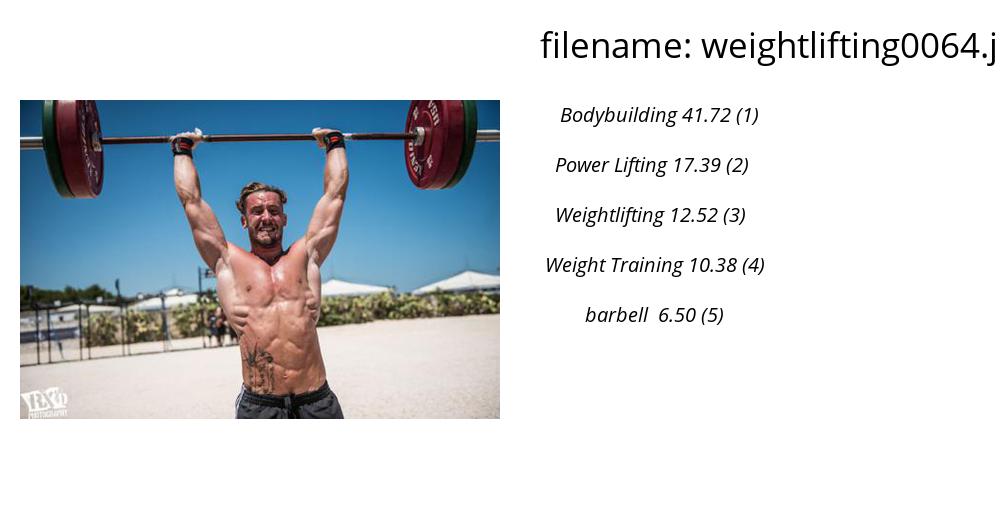 filename: weightlifting0064.j
Bodybuilding 41.72 (1)
Power Lifting 17.39 (2)
Weightlifting 12.52 (3)
Weight Training 10.38 (4)
barbell 6.50 (5)
PHOTOGRAPHY